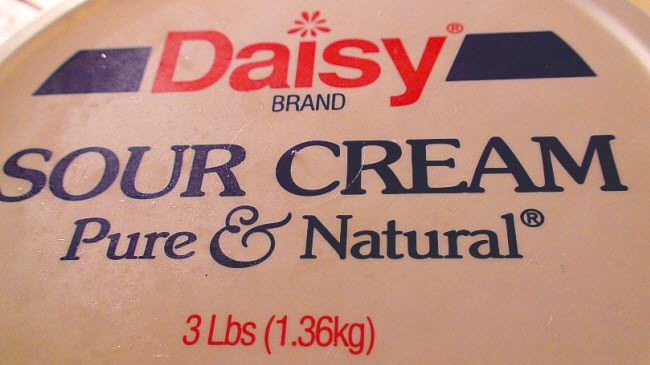 Daisy®
BRAND
SOUR CREAM
Pure & Natural®
3 Lbs (1.36kg)